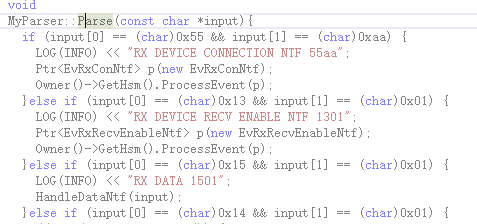 void
MyParser::Parse(const char *input){
if (input[0] == (char)0x55 && input[1] == (char)0xaa) {
LOG(INFO) << "RX DEVICE CONNECTION NTF 55aa";
Ptr<EvRxConNtf> p(new EvRxConNtf);
Owner()->GetHsm().ProcessEvent(p);
}else if (input[0] == (char)0x13 && input[1] == (char)0x01) {
LOG(INFO) << "RX DEVICE RECV ENABLE NTF 1301";
Ptr<EvRxRecvEnableNtf> p(new EvRxRecvEnableNtf);
Owner()->GetHsm().ProcessEvent(p);
}else if (input[0] == (char)0x15 && input[1] == (char)0x01) {
LOG(INFO) << "RX DATA 1501";
HandleDataNtf(input);
}else if (input[0] == (char)0x14 && input[1] == (char)0x01) {